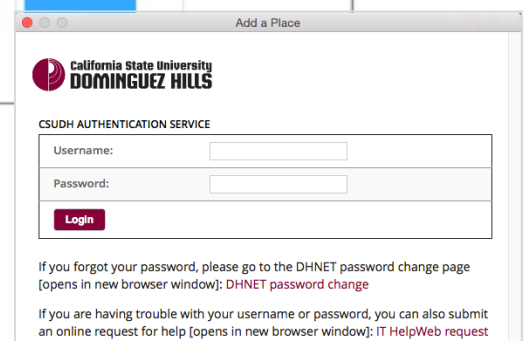 Add a Place
California State University
DOMINGUEZ HILLS
CSUDH AUTHENTICATION SERVICE
Username:
Password:
Login
If you forgot your password, please go to the DHNET password change page
[opens in new browser window]: DHNET password change
If you are having trouble with your username or password, you can also submit
an online request for help [opens in new browser window]: IT HelpWeb request